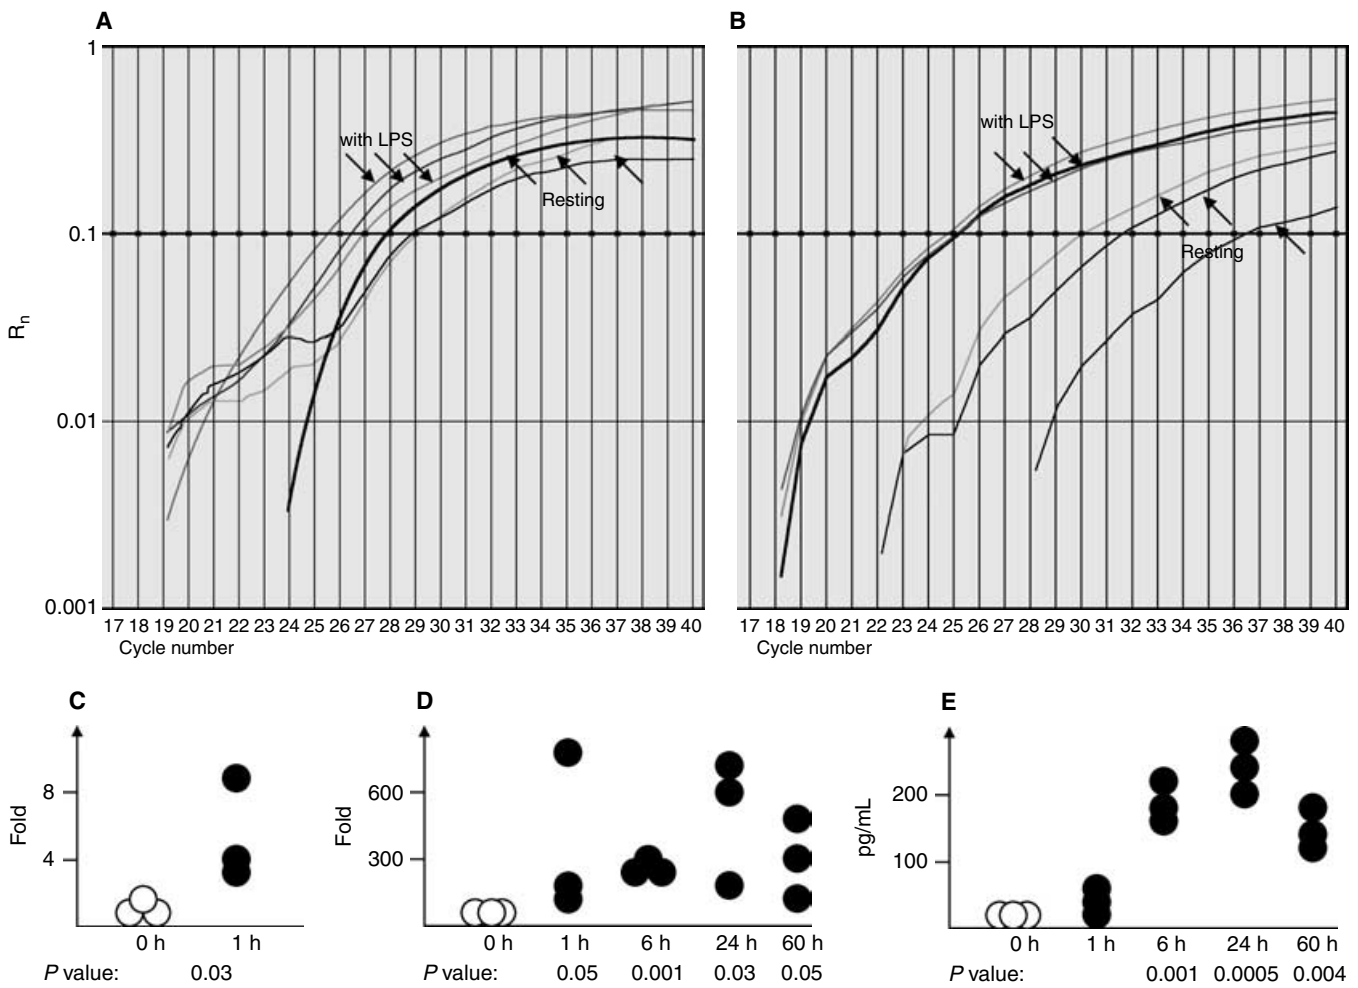 A
B
1
with LPS
with LPS
Resting
0.1
Resting
Rn
0.01
0.001
17 18 19 20 21 22 23 24 25 26 27 28 29 30 31 32 33 34 35 36 37 38 39 40
17 18 19 20 21 22 23 24 25 26 27 28 29 30 31 32 33 34 35 36 37 38 39 40
Cycle number
Cycle number
C
D
E
Fold
8
4
0 h 1 h
P value: 0.03
Fold
600
300
0 h 1 h 6 h 24 h 60 h
P value: 0.05 0.001 0.03 0.05
pg/mL
200
100
0 h 1 h 6 h 24 h 60 h
P value: 0.001 0.0005 0.004